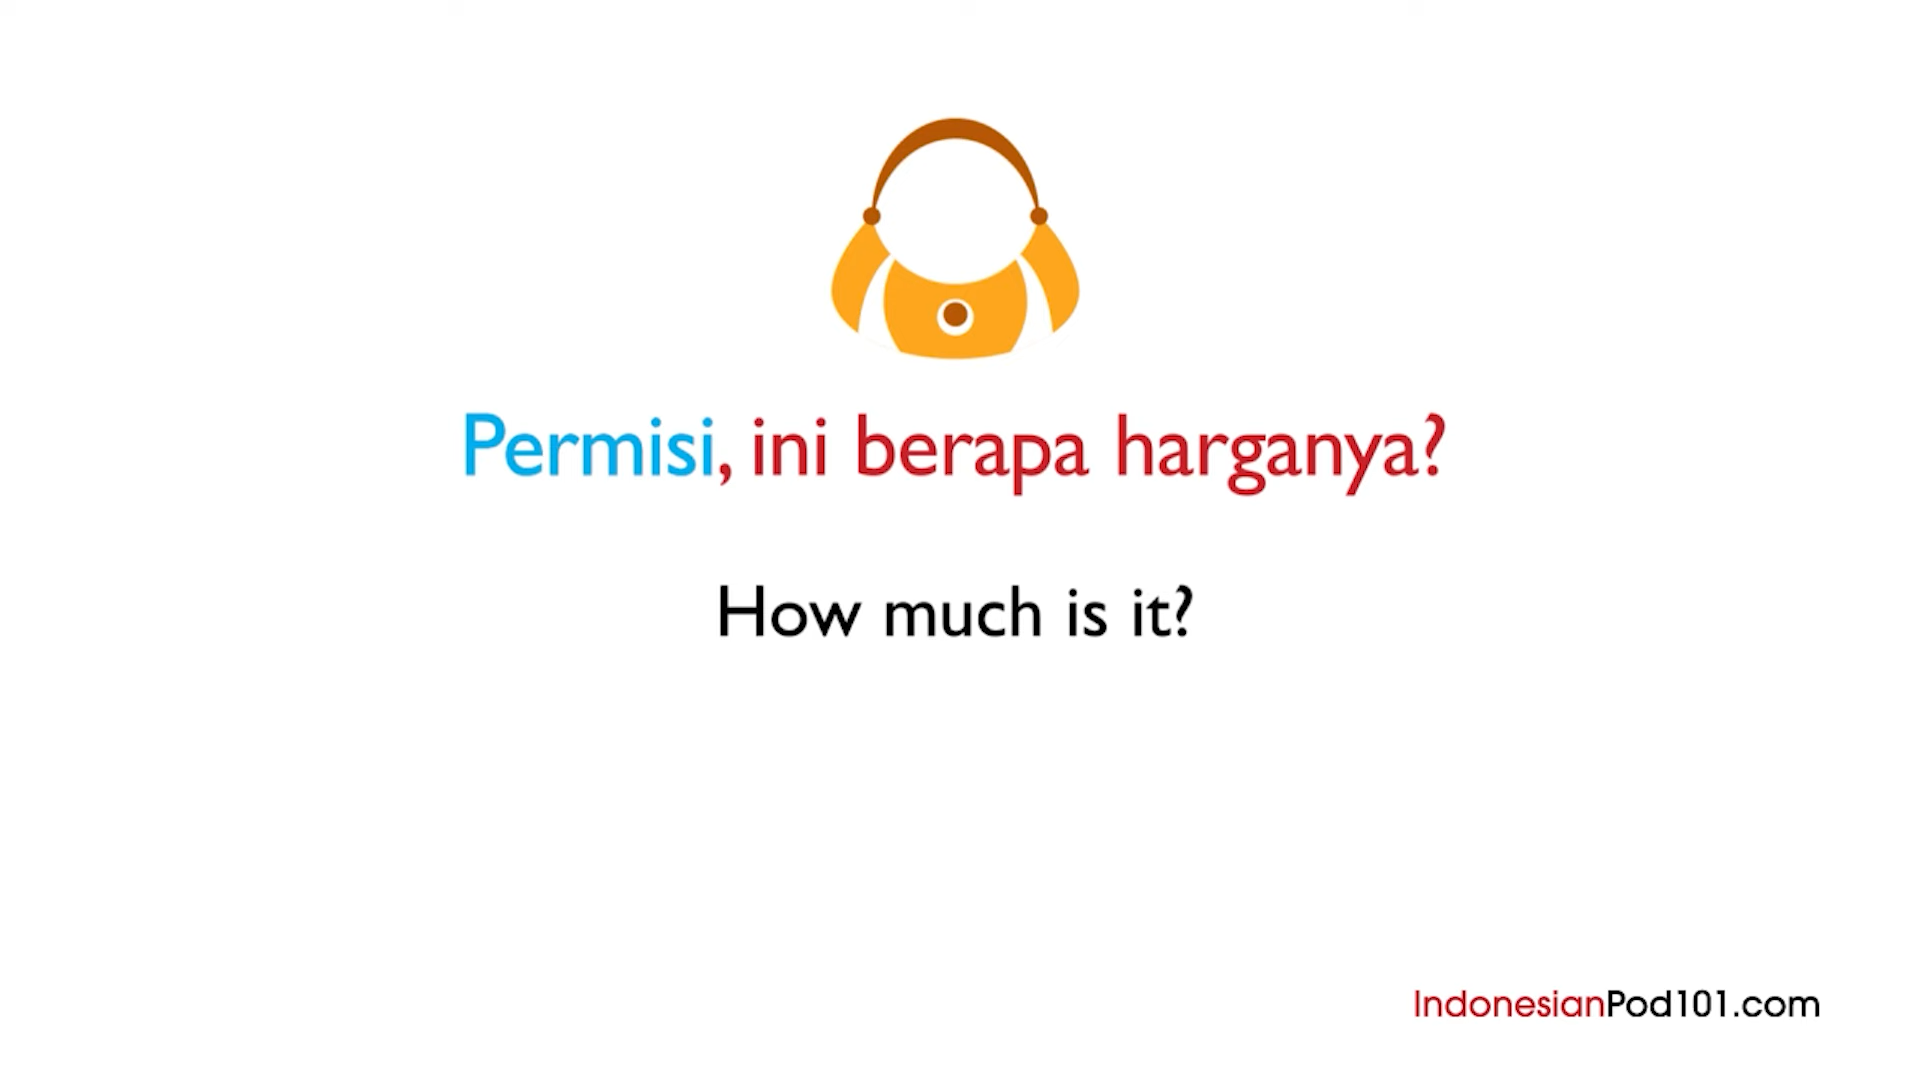 Permisi, ini berapa harganya?
How much is it?
IndonesianPod101.com